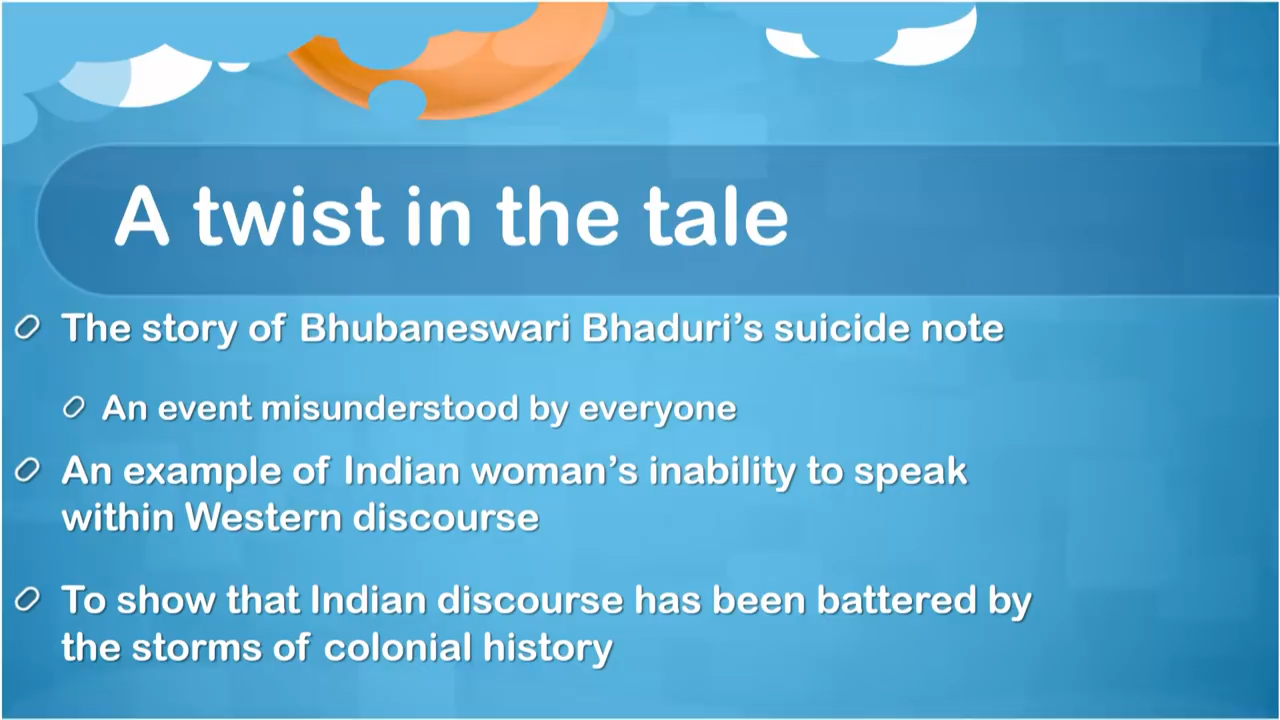 A twist in the tale
The story of Bhubaneswari Bhaduri’s suicide note
An event misunderstood by everyone
An example of Indian woman’s inability to speak
within Western discourse
To show that Indian discourse has been battered by
the storms of colonial history